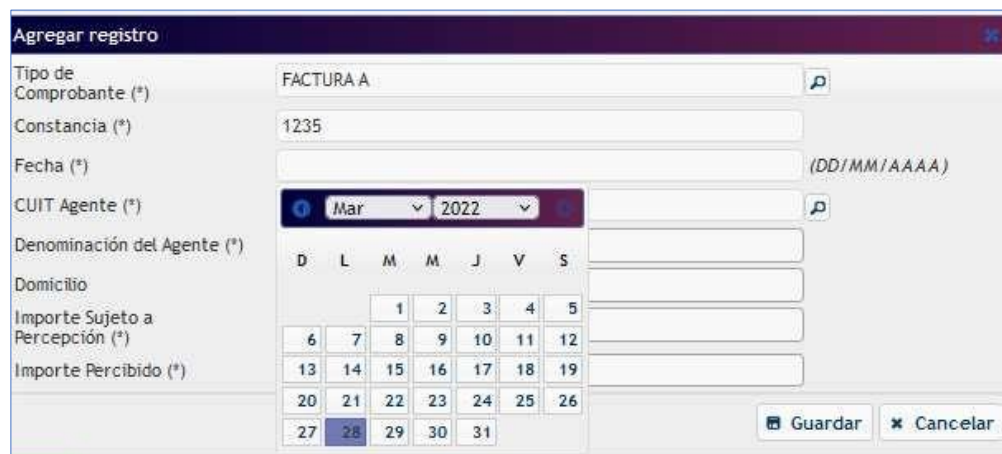 Agregar registro
Tipo de
Comprobante (*)
FACTURA A
Constancia (*)
1235
Fecha (*)
(DD/MM/AAAA)
CUIT Agente (*)
Mar 2022
Denominación del Agente (*)
D L M M J V S
Domicilio
1 2 3 4 5
Importe Sujeto a
Percepción (*)
6 7 8 9 10 11 12
Importe Percibido (*)
13 14 15 16 17 18 19
20 21 22 23 24 25 26
27 28 29 30 31
Guardar Cancelar